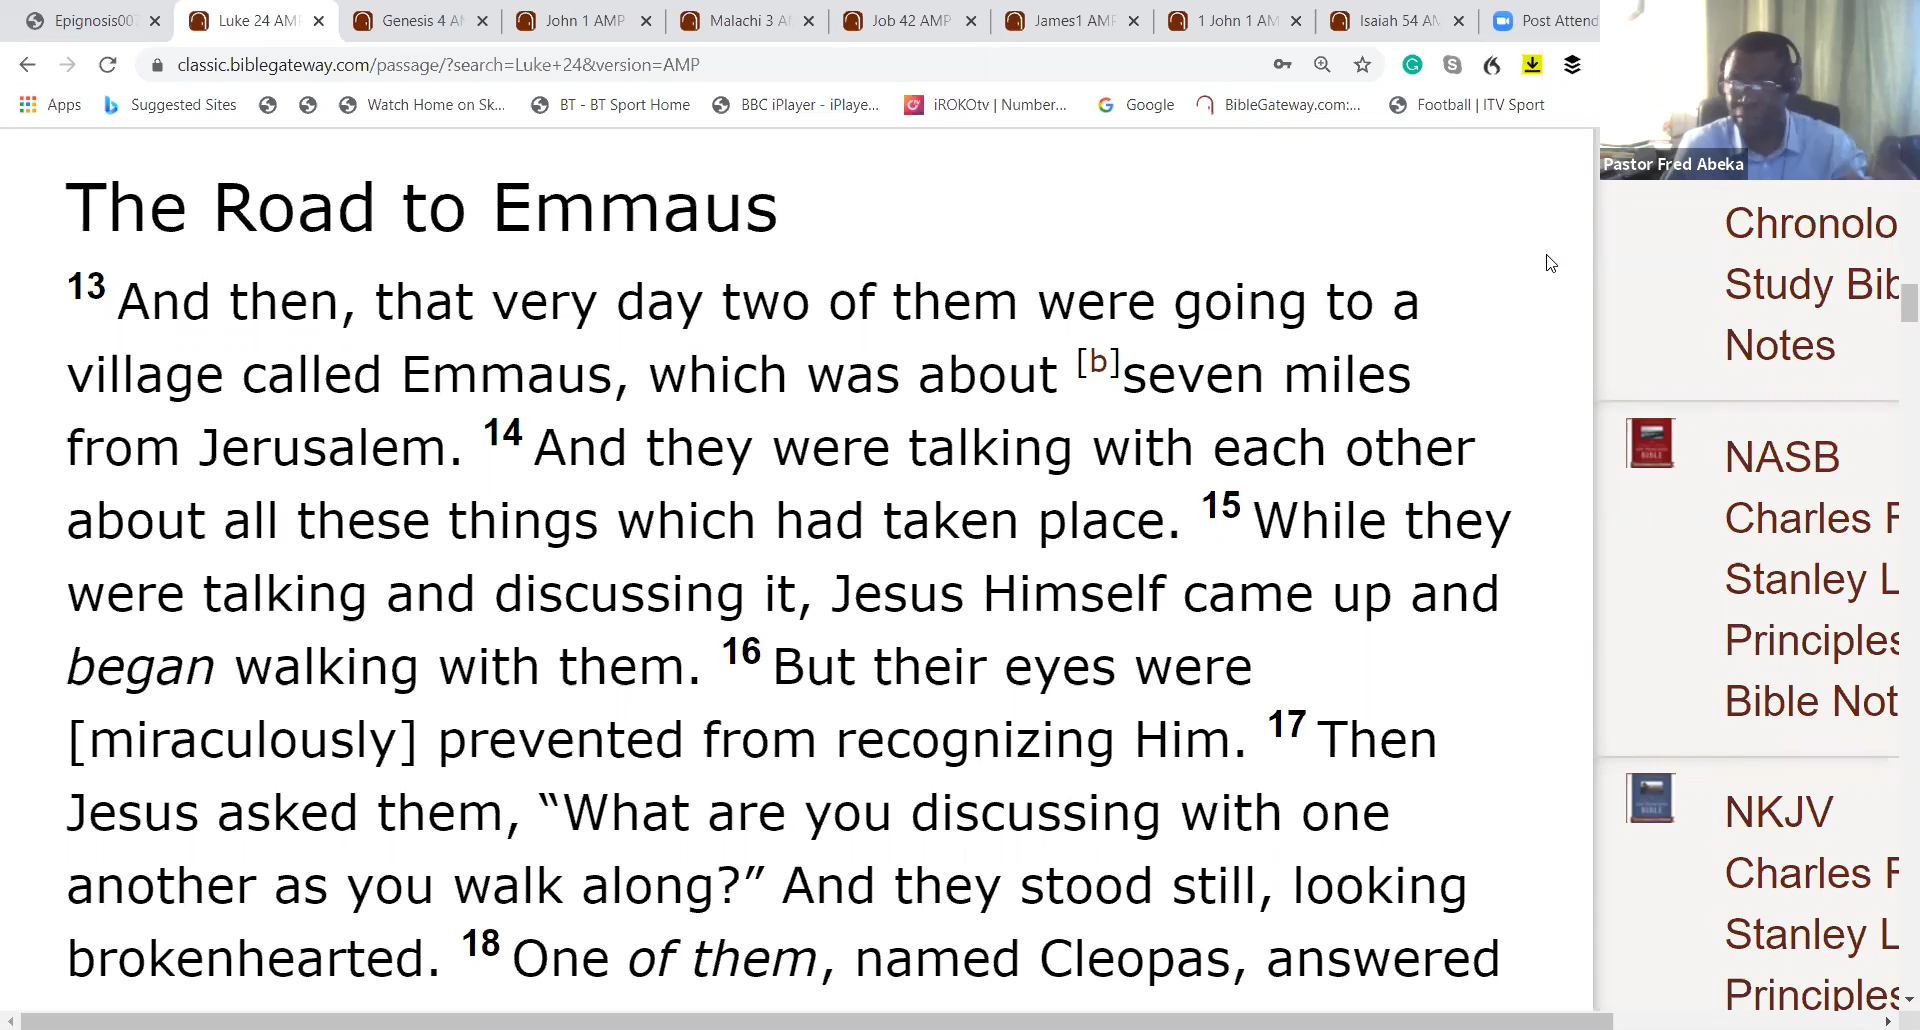 Epignosis00 Luke 24 AM Genesis 4 A John 1 AMP Malachi 3 A Job 42 AMP James1 AM 1 John 1 AM Isaiah 54 A Post Attend
classic.biblegateway.com/passage/?search=Luke+24&version=AMP
Apps Suggested Sites Watch Home on Sk... BT - BT Sport Home BBC iPlayer - iPlaye... iROKOtv | Number... Google BibleGateway.com:... Football | ITV Sport
Pastor Fred Abeka
The Road to Emmaus
13 And then, that very day two of them were going to a
village called Emmaus, which was about [b]seven miles
from Jerusalem. 14 And they were talking with each other
about all these things which had taken place. 15 While they
were talking and discussing it, Jesus Himself came up and
began walking with them. 16 But their eyes were
[miraculously] prevented from recognizing Him. 17 Then
Jesus asked them, “What are you discussing with one
another as you walk along?” And they stood still, looking
brokenhearted. 18 One of them, named Cleopas, answered
Chronolo
Study Bib
Notes
NASB
Charles F
Stanley L
Principles
Bible Not
NKJV
Charles F
Stanley L
Principles